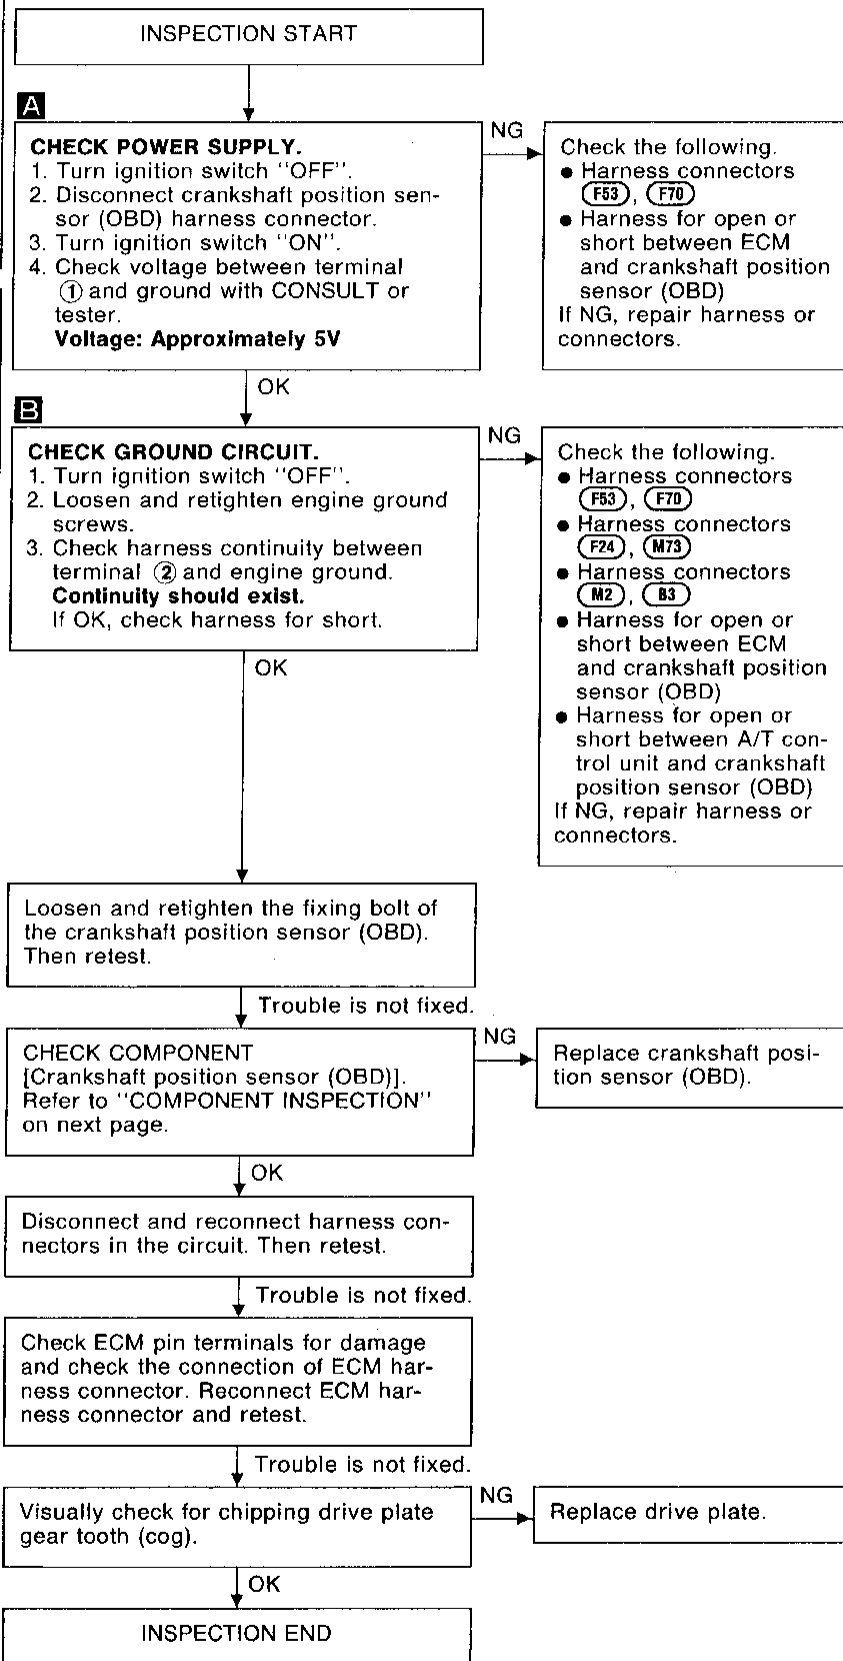 INSPECTION START
A
CHECK POWER SUPPLY.
1. Turn ignition switch "OFF".
2. Disconnect crankshaft position sen-
sor (OBD) harness connector.
3. Turn ignition switch "ON".
4. Check voltage between terminal
① and ground with CONSULT or
tester.
Voltage: Approximately 5V
NG
Check the following.
● Harness connectors
F53, F70
● Harness for open or
short between ECM
and crankshaft position
sensor (OBD)
If NG, repair harness or
connectors.
OK
B
CHECK GROUND CIRCUIT.
1. Turn ignition switch "OFF".
2. Loosen and retighten engine ground
screws.
3. Check harness continuity between
terminal ② and engine ground.
Continuity should exist.
If OK, check harness for short.
NG
Check the following.
● Harness connectors
F53, F70
● Harness connectors
F24, M73
● Harness connectors
M2, B3
● Harness for open or
short between ECM
and crankshaft position
sensor (OBD)
● Harness for open or
short between A/T con-
trol unit and crankshaft
position sensor (OBD)
If NG, repair harness or
connectors.
OK
Loosen and retighten the fixing bolt of
the crankshaft position sensor (OBD).
Then retest.
Trouble is not fixed.
CHECK COMPONENT
[Crankshaft position sensor (OBD)].
Refer to "COMPONENT INSPECTION"
on next page.
NG
Replace crankshaft posi-
tion sensor (OBD).
OK
Disconnect and reconnect harness con-
nectors in the circuit. Then retest.
Trouble is not fixed.
Check ECM pin terminals for damage
and check the connection of ECM har-
ness connector. Reconnect ECM har-
ness connector and retest.
Trouble is not fixed.
Visually check for chipping drive plate
gear tooth (cog).
NG
Replace drive plate.
OK
INSPECTION END